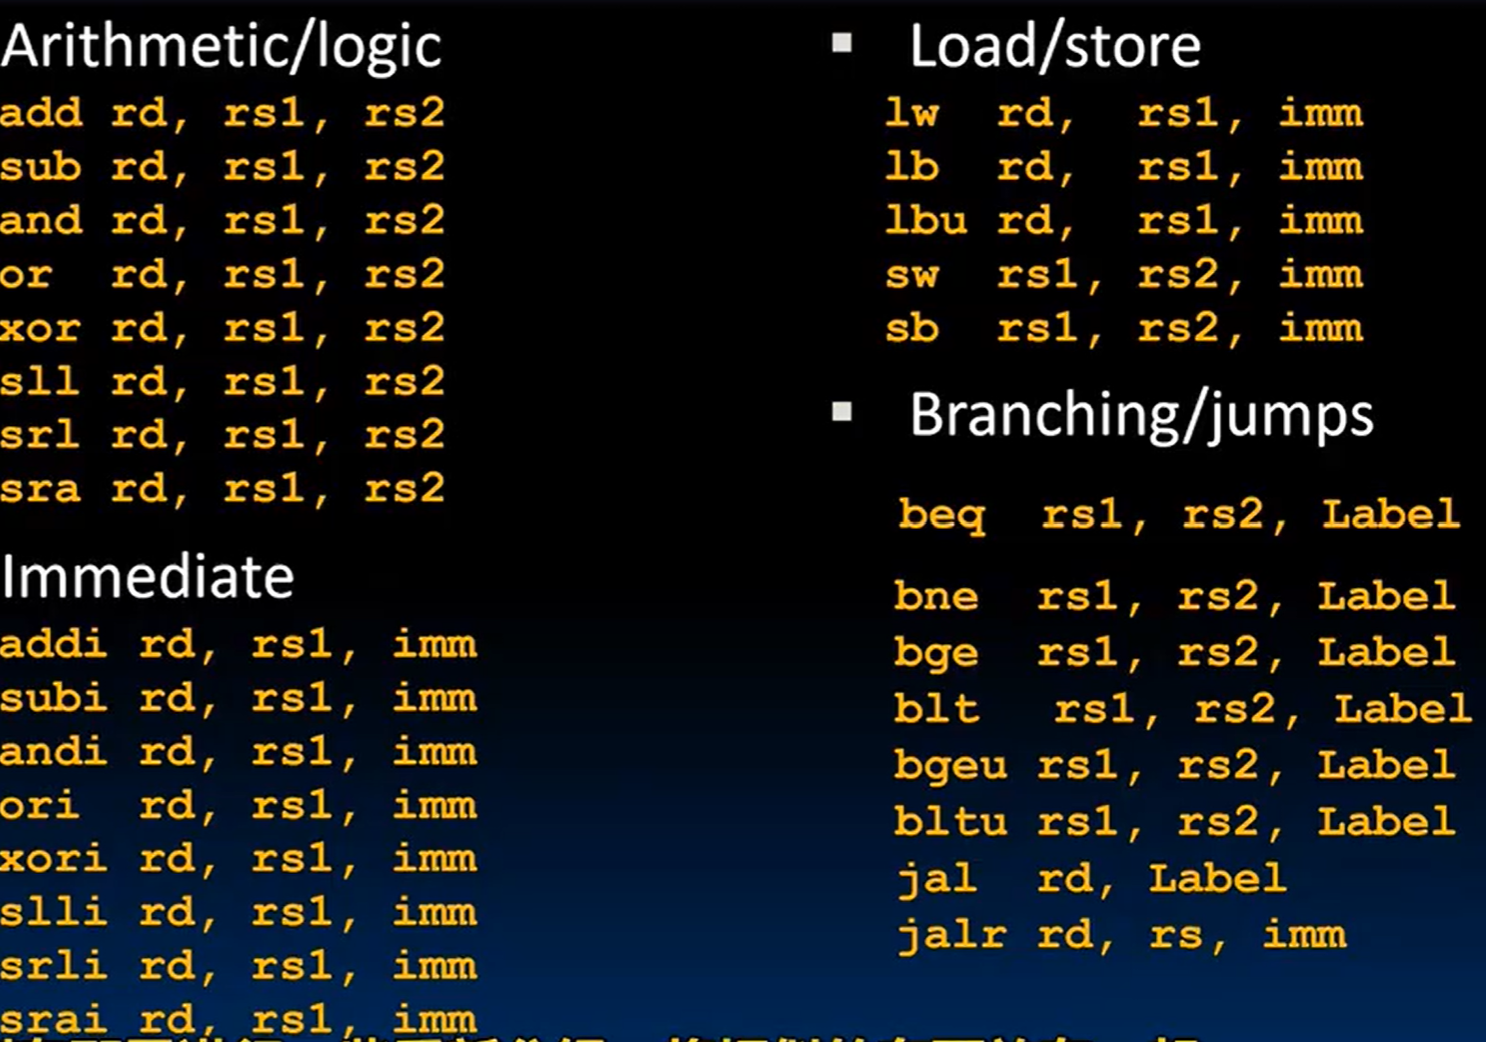 Arithmetic/logic
add rd, rs1, rs2
sub rd, rs1, rs2
and rd, rs1, rs2
or rd, rs1, rs2
xor rd, rs1, rs2
sll rd, rs1, rs2
srl rd, rs1, rs2
sra rd, rs1, rs2
Immediate
addi rd, rs1, imm
subi rd, rs1, imm
andi rd, rs1, imm
ori rd, rs1, imm
xori rd, rs1, imm
slli rd, rs1, imm
srli rd, rs1, imm
srai rd, rs1, imm
▪ Load/store
lw rd, rs1, imm
lb rd, rs1, imm
lbu rd, rs1, imm
sw rs1, rs2, imm
sb rs1, rs2, imm
▪ Branching/jumps
beq rs1, rs2, Label
bne rs1, rs2, Label
bge rs1, rs2, Label
blt rs1, rs2, Label
bgeu rs1, rs2, Label
bltu rs1, rs2, Label
jal rd, Label
jalr rd, rs, imm